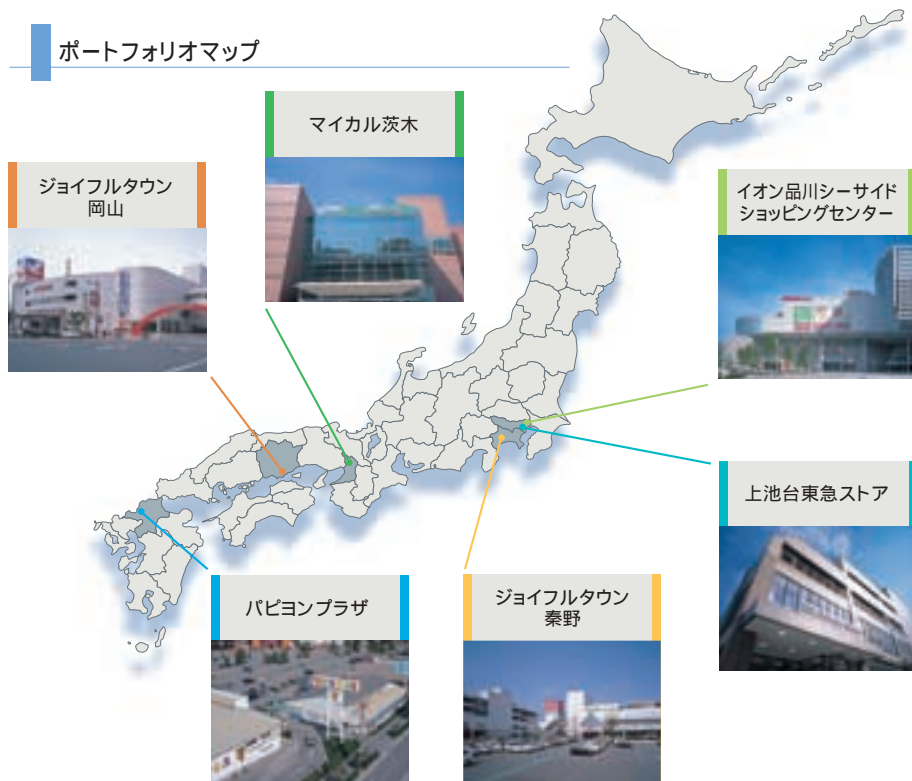 ポートフォリオマップ
マイカル茨木
ジョイフルタウン
岡山
イオン品川シーサイド
ショッピングセンター
上池台東急ストア
パピヨンプラザ
ジョイフルタウン
秦野